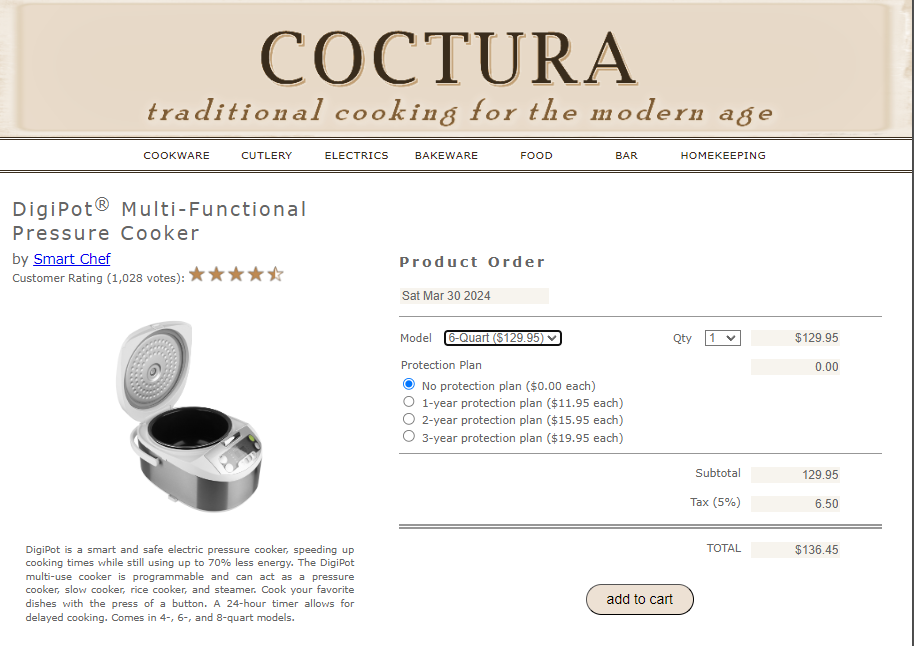 COCTURA
traditional cooking for the modern age
COOKWARE CUTLERY ELECTRICS BAKEWARE FOOD BAR HOMEKEEPING
DigiPot® Multi-Functional
Pressure Cooker
by Smart Chef
Customer Rating (1,028 votes):
DigiPot is a smart and safe electric pressure cooker, speeding up
cooking times while still using up to 70% less energy. The DigiPot
multi-use cooker is programmable and can act as a pressure
cooker, slow cooker, rice cooker, and steamer. Cook your favorite
dishes with the press of a button. A 24-hour timer allows for
delayed cooking. Comes in 4-, 6-, and 8-quart models.
Product Order
Sat Mar 30 2024
Model 6-Quart ($129.95) Qty 1 $129.95
Protection Plan 0.00
No protection plan ($0.00 each)
1-year protection plan ($11.95 each)
2-year protection plan ($15.95 each)
3-year protection plan ($19.95 each)
Subtotal 129.95
Tax (5%) 6.50
TOTAL $136.45
add to cart